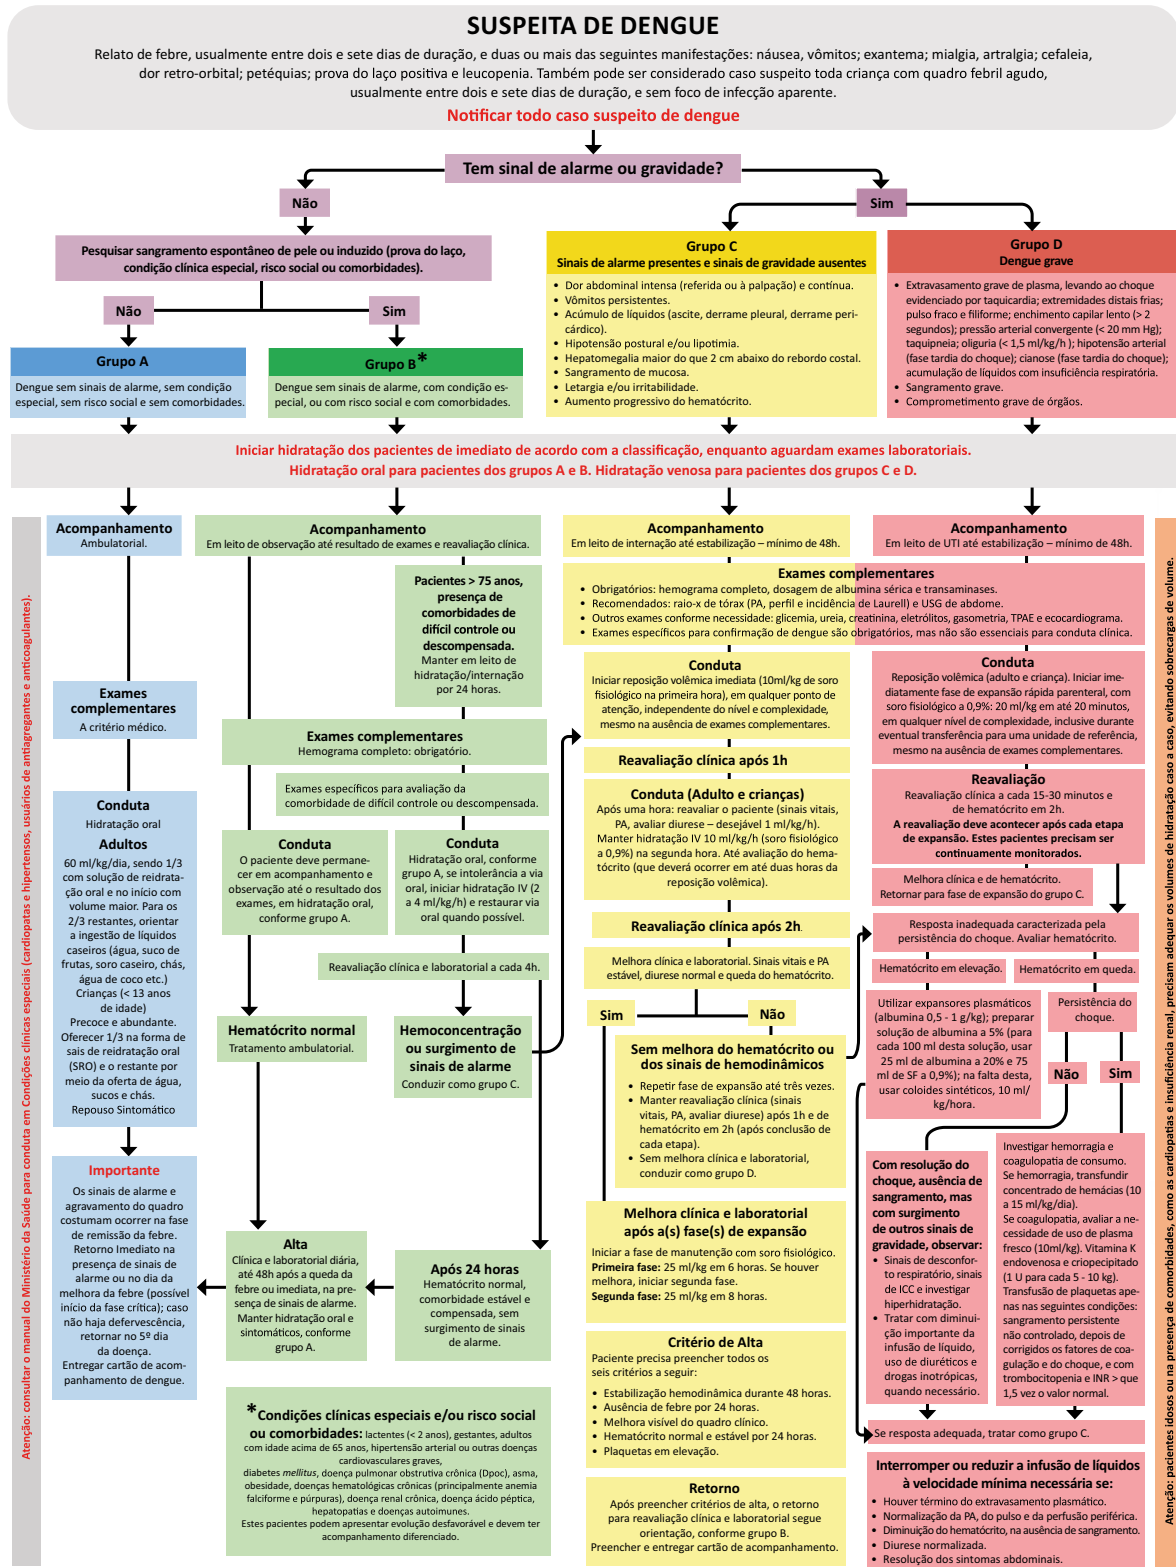 SUSPEITA DE DENGUE
Relato de febre, usualmente entre dois e sete dias de duração, e duas ou mais das seguintes manifestações: náusea, vômitos; exantema; mialgia, artralgia; cefaleia,
dor retro-orbital; petéquias; prova do laço positiva e leucopenia. Também pode ser considerado caso suspeito toda criança com quadro febril agudo,
usualmente entre dois e sete dias de duração, e sem foco de infecção aparente.
Notificar todo caso suspeito de dengue
Tem sinal de alarme ou gravidade?
Não
Sim
Pesquisar sangramento espontâneo de pele ou induzido (prova do laço,
condição clínica especial, risco social ou comorbidades).
Não
Sim
Grupo A
Dengue sem sinais de alarme, sem condição
especial, sem risco social e sem comorbidades.
Grupo B*
Dengue sem sinais de alarme, com condição es-
pecial, ou com risco social e com comorbidades.
Grupo C
Sinais de alarme presentes e sinais de gravidade ausentes
• Dor abdominal intensa (referida ou à palpação) e contínua.
• Vômitos persistentes.
• Acúmulo de líquidos (ascite, derrame pleural, derrame peri-
cárdico).
• Hipotensão postural e/ou lipotimia.
• Hepatomegalia maior do que 2 cm abaixo do rebordo costal.
• Sangramento de mucosa.
• Letargia e/ou irritabilidade.
• Aumento progressivo do hematócrito.
Grupo D
Dengue grave
• Extravasamento grave de plasma, levando ao choque
evidenciado por taquicardia; extremidades distais frias;
pulso fraco e filiforme; enchimento capilar lento (> 2
segundos); pressão arterial convergente (< 20 mm Hg);
taquipneia; oliguria (< 1,5 ml/kg/h ); hipotensão arterial
(fase tardia do choque); cianose (fase tardia do choque);
acumulação de líquidos com insuficiência respiratória.
• Sangramento grave.
• Comprometimento grave de órgãos.
Iniciar hidratação dos pacientes de imediato de acordo com a classificação, enquanto aguardam exames laboratoriais.
Hidratação oral para pacientes dos grupos A e B. Hidratação venosa para pacientes dos grupos C e D.
Atenção: consultar o manual do Ministério da Saúde para conduta em Condições clínicas especiais (cardiopatas e hipertensos, usuários de antiagregantes e anticoagulantes).
Acompanhamento
Ambulatorial.
Exames
complementares
A critério médico.
Conduta
Hidratação oral
Adultos
60 ml/kg/dia, sendo 1/3
com solução de reidrata-
ção oral e no início com
volume maior. Para os
2/3 restantes, orientar
a ingestão de líquidos
caseiros (água, suco de
frutas, soro caseiro, chás,
água de coco etc.)
Crianças (< 13 anos
de idade)
Precoce e abundante.
Oferecer 1/3 na forma de
sais de reidratação oral
(SRO) e o restante por
meio da oferta de água,
sucos e chás.
Repouso Sintomático
Importante
Os sinais de alarme e
agravamento do quadro
costumam ocorrer na fase
de remissão da febre.
Retorno Imediato na
presença de sinais de
alarme ou no dia da
melhora da febre (possível
início da fase crítica); caso
não haja defervescência,
retornar no 5º dia
da doença.
Entregar cartão de acom-
panhamento de dengue.
Acompanhamento
Em leito de observação até resultado de exames e reavaliação clínica.
Pacientes > 75 anos,
presença de
comorbidades de
difícil controle ou
descompensada.
Manter em leito de
hidratação/internação
por 24 horas.
Exames complementares
Hemograma completo: obrigatório.
Exames específicos para avaliação da
comorbidade de difícil controle ou descompensada.
Conduta
O paciente deve permane-
cer em acompanhamento e
observação até o resultado dos
exames, em hidratação oral,
conforme grupo A.
Conduta
Hidratação oral, conforme
grupo A, se intolerância a via
oral, iniciar hidratação IV (2
a 4 ml/kg/h) e restaurar via
oral quando possível.
Reavaliação clínica e laboratorial a cada 4h.
Hematócrito normal
Tratamento ambulatorial.
Hemoconcentração
ou surgimento de
sinais de alarme
Conduzir como grupo C.
Alta
Clínica e laboratorial diária,
até 48h após a queda da
febre ou imediata, na pre-
sença de sinais de alarme.
Manter hidratação oral e
sintomáticos, conforme
grupo A.
Após 24 horas
Hematócrito normal,
comorbidade estável e
compensada, sem
surgimento de sinais
de alarme.
*Condições clínicas especiais e/ou risco social
ou comorbidades: lactentes (< 2 anos), gestantes, adultos
com idade acima de 65 anos, hipertensão arterial ou outras doenças
cardiovasculares graves,
diabetes mellitus, doença pulmonar obstrutiva crônica (Dpoc), asma,
obesidade, doenças hematológicas crônicas (principalmente anemia
falciforme e púrpuras), doença renal crônica, doença ácido péptica,
hepatopatias e doenças autoimunes.
Estes pacientes podem apresentar evolução desfavorável e devem ter
acompanhamento diferenciado.
Acompanhamento
Em leito de internação até estabilização – mínimo de 48h.
Acompanhamento
Em leito de UTI até estabilização – mínimo de 48h.
Exames complementares
• Obrigatórios: hemograma completo, dosagem de albumina sérica e transaminases.
• Recomendados: raio-x de tórax (PA, perfil e incidência de Laurell) e USG de abdome.
• Outros exames conforme necessidade: glicemia, ureia, creatinina, eletrólitos, gasometria, TPAE e ecocardiograma.
• Exames específicos para confirmação de dengue são obrigatórios, mas não são essenciais para conduta clínica.
Conduta
Iniciar reposição volêmica imediata (10ml/kg de soro
fisiológico na primeira hora), em qualquer ponto de
atenção, independente do nível e complexidade,
mesmo na ausência de exames complementares.
Reavaliação clínica após 1h
Conduta (Adulto e crianças)
Após uma hora: reavaliar o paciente (sinais vitais,
PA, avaliar diurese – desejável 1 ml/kg/h).
Manter hidratação IV 10 ml/kg/h (soro fisiológico
a 0,9%) na segunda hora. Até avaliação do hema-
tócrito (que deverá ocorrer em até duas horas da
reposição volêmica).
Reavaliação clínica após 2h.
Melhora clínica e laboratorial. Sinais vitais e PA
estável, diurese normal e queda do hematócrito.
Sim
Não
Sem melhora do hematócrito ou
dos sinais de hemodinâmicos
• Repetir fase de expansão até três vezes.
• Manter reavaliação clínica (sinais
vitais, PA, avaliar diurese) após 1h e de
hematócrito em 2h (após conclusão de
cada etapa).
• Sem melhora clínica e laboratorial,
conduzir como grupo D.
Melhora clínica e laboratorial
após a(s) fase(s) de expansão
Iniciar a fase de manutenção com soro fisiológico.
Primeira fase: 25 ml/kg em 6 horas. Se houver
melhora, iniciar segunda fase.
Segunda fase: 25 ml/kg em 8 horas.
Critério de Alta
Paciente precisa preencher todos os
seis critérios a seguir:
• Estabilização hemodinâmica durante 48 horas.
• Ausência de febre por 24 horas.
• Melhora visível do quadro clínico.
• Hematócrito normal e estável por 24 horas.
• Plaquetas em elevação.
Retorno
Após preencher critérios de alta, o retorno
para reavaliação clínica e laboratorial segue
orientação, conforme grupo B.
Preencher e entregar cartão de acompanhamento.
Conduta
Reposição volêmica (adulto e criança). Iniciar ime-
diatamente fase de expansão rápida parenteral, com
soro fisiológico a 0,9%: 20 ml/kg em até 20 minutos,
em qualquer nível de complexidade, inclusive durante
eventual transferência para uma unidade de referência,
mesmo na ausência de exames complementares.
Reavaliação
Reavaliação clínica a cada 15-30 minutos e
de hematócrito em 2h.
A reavaliação deve acontecer após cada etapa
de expansão. Estes pacientes precisam ser
continuamente monitorados.
Melhora clínica e de hematócrito.
Retornar para fase de expansão do grupo C.
Resposta inadequada caracterizada pela
persistência do choque. Avaliar hematócrito.
Hematócrito em elevação.
Hematócrito em queda.
Utilizar expansores plasmáticos
(albumina 0,5 - 1 g/kg); preparar
solução de albumina a 5% (para
cada 100 ml desta solução, usar
25 ml de albumina a 20% e 75
ml de SF a 0,9%); na falta desta,
usar coloides sintéticos, 10 ml/
kg/hora.
Persistência do
choque.
Não
Sim
Com resolução do
choque, ausência de
sangramento, mas
com surgimento
de outros sinais de
gravidade, observar:
• Sinais de desconfor-
to respiratório, sinais
de ICC e investigar
hiperhidratação.
• Tratar com diminui-
ção importante da
infusão de líquido,
uso de diuréticos e
drogas inotrópicas,
quando necessário.
Investigar hemorragia e
coagulopatia de consumo.
Se hemorragia, transfundir
concentrado de hemácias (10
a 15 ml/kg/dia).
Se coagulopatia, avaliar a ne-
cessidade de uso de plasma
fresco (10ml/kg). Vitamina K
endovenoso e criopecipitado
(1 U para cada 5 - 10 kg).
Transfusão de plaquetas ape-
nas nas seguintes condições:
sangramento persistente
não controlado, depois de
corrigidos os fatores de coa-
gulação e do choque, e com
trombocitopenia e INR > que
1,5 vez o valor normal.
Se resposta adequada, tratar como grupo C.
Interromper ou reduzir a infusão de líquidos
à velocidade mínima necessária se:
• Houver término do extravasamento plasmático.
• Normalização da PA, do pulso e da perfusão periférica.
• Diminuição do hematócrito, na ausência de sangramento.
• Diurese normalizada.
• Resolução dos sintomas abdominais.
Atenção: pacientes idosos ou na presença de comorbidades, como as cardiopatias e insuficiência renal, precisam adequar os volumes de hidratação caso a caso, evitando sobrecargas de volume.